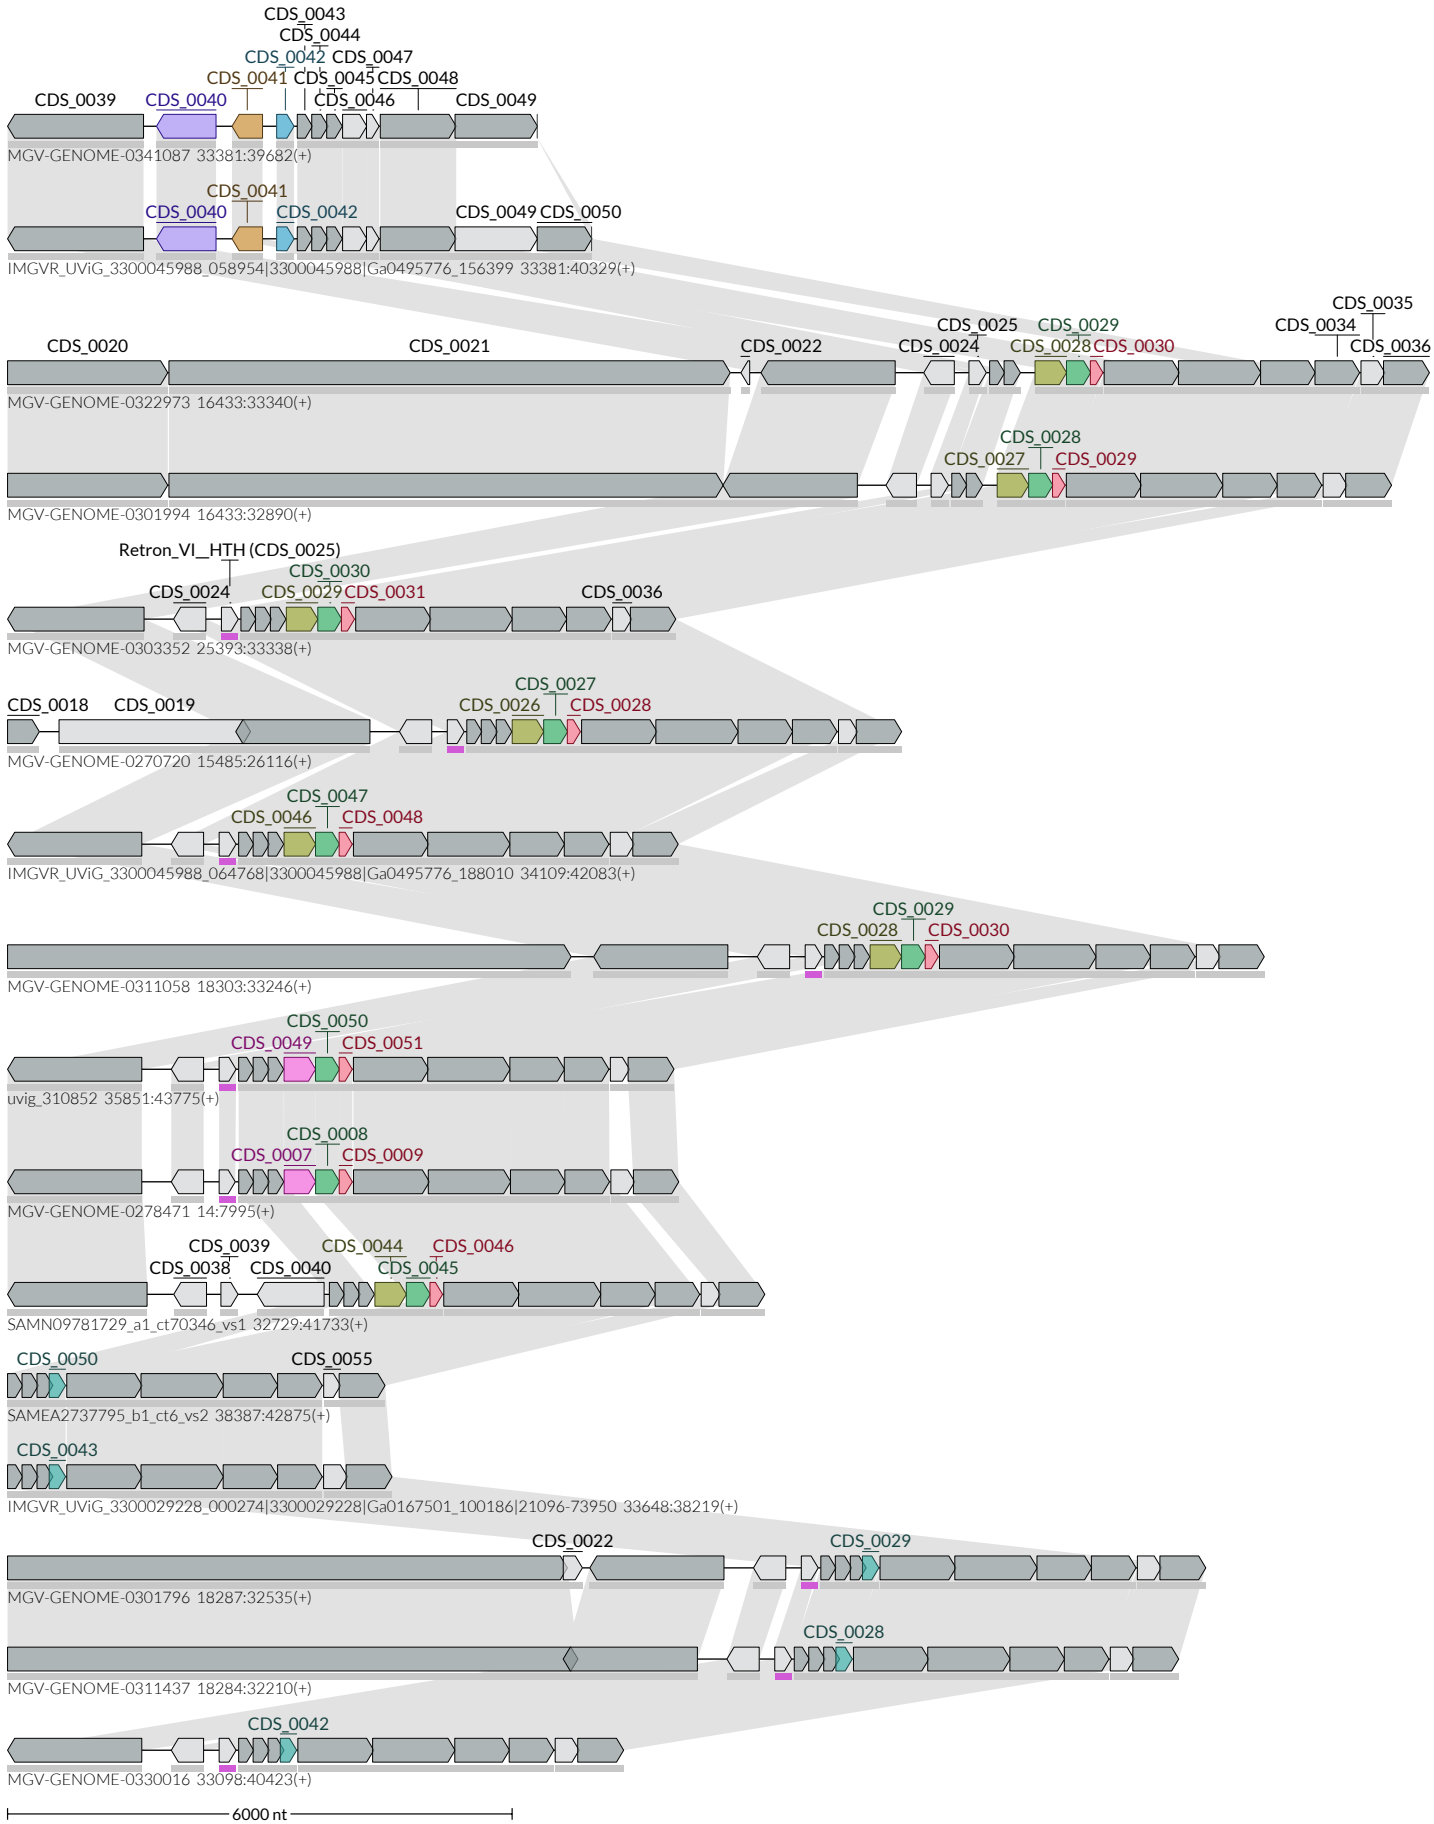 CDS_0043
CDS_0044
CDS_0042 CDS_0047
CDS_0041 CDS_0045 CDS_0048
CDS_0039 CDS_0040 CDS_0046 CDS_0049
MGV-GENOME-0341087 33381:39682(+)
CDS_0041
CDS_0040 CDS_0042 CDS_0049 CDS_0050
IMGVR_UViG_3300045988_058954|3300045988|Ga0495776_156399 33381:40329(+)
CDS_0035
CDS_0025 CDS_0029 CDS_0034
CDS_0020 CDS_0021 CDS_0022 CDS_0024 CDS_0028 CDS_0030 CDS_0036
MGV-GENOME-0322973 16433:33340(+)
CDS_0028
CDS_0027 CDS_0029
MGV-GENOME-0301994 16433:32890(+)
Retron_VI__HTH (CDS_0025)
CDS_0030
CDS_0024 CDS_0029 CDS_0031 CDS_0036
MGV-GENOME-0303352 25393:33338(+)
CDS_0027
CDS_0018 CDS_0019 CDS_0026 CDS_0028
MGV-GENOME-0270720 15485:26116(+)
CDS_0047
CDS_0046 CDS_0048
IMGVR_UViG_3300045988_064768|3300045988|Ga0495776_188010 34109:42083(+)
CDS_0029
CDS_0028 CDS_0030
MGV-GENOME-0311058 18303:33246(+)
CDS_0050
CDS_0049 CDS_0051
uvig_310852 35851:43775(+)
CDS_0008
CDS_0007 CDS_0009
MGV-GENOME-0278471 14:7995(+)
CDS_0039 CDS_0044 CDS_0046
CDS_0038 CDS_0040 CDS_0045
SAMN09781729_a1_ct70346_vs1 32729:41733(+)
CDS_0050 CDS_0055
SAMEA2737795_b1_ct6_vs2 38387:42875(+)
CDS_0043
IMGVR_UViG_3300029228_000274|3300029228|Ga0167501_100186|21096-73950 33648:38219(+)
CDS_0022 CDS_0029
MGV-GENOME-0301796 18287:32535(+)
CDS_0028
MGV-GENOME-0311437 18284:32210(+)
CDS_0042
MGV-GENOME-0330016 33098:40423(+)
6000 nt